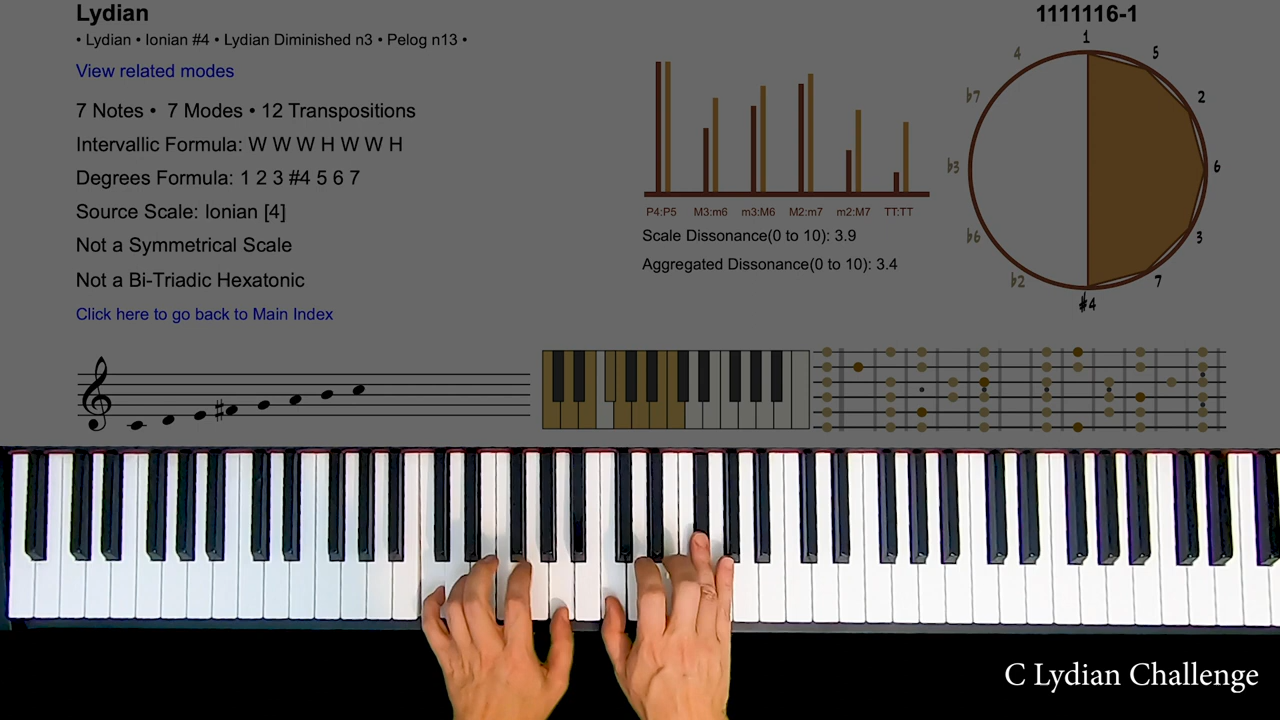 Lydian
• Lydian • Ionian #4 • Lydian Diminished n3 • Pelog n13 •
View related modes
7 Notes • 7 Modes • 12 Transpositions
Intervallic Formula: W W W H W W H
Degrees Formula: 1 2 3 #4 5 6 7
Source Scale: Ionian [4]
Not a Symmetrical Scale
Not a Bi-Triadic Hexatonic
Click here to go back to Main Index
P4:P5 M3:m6 m3:M6 M2:m7 m2:M7 TT:TT
Scale Dissonance(0 to 10): 3.9
Aggregated Dissonance(0 to 10): 3.4
1111116-1
1
4 5
b7 2
b3 6
b6 3
b2 7
#4
C Lydian Challenge